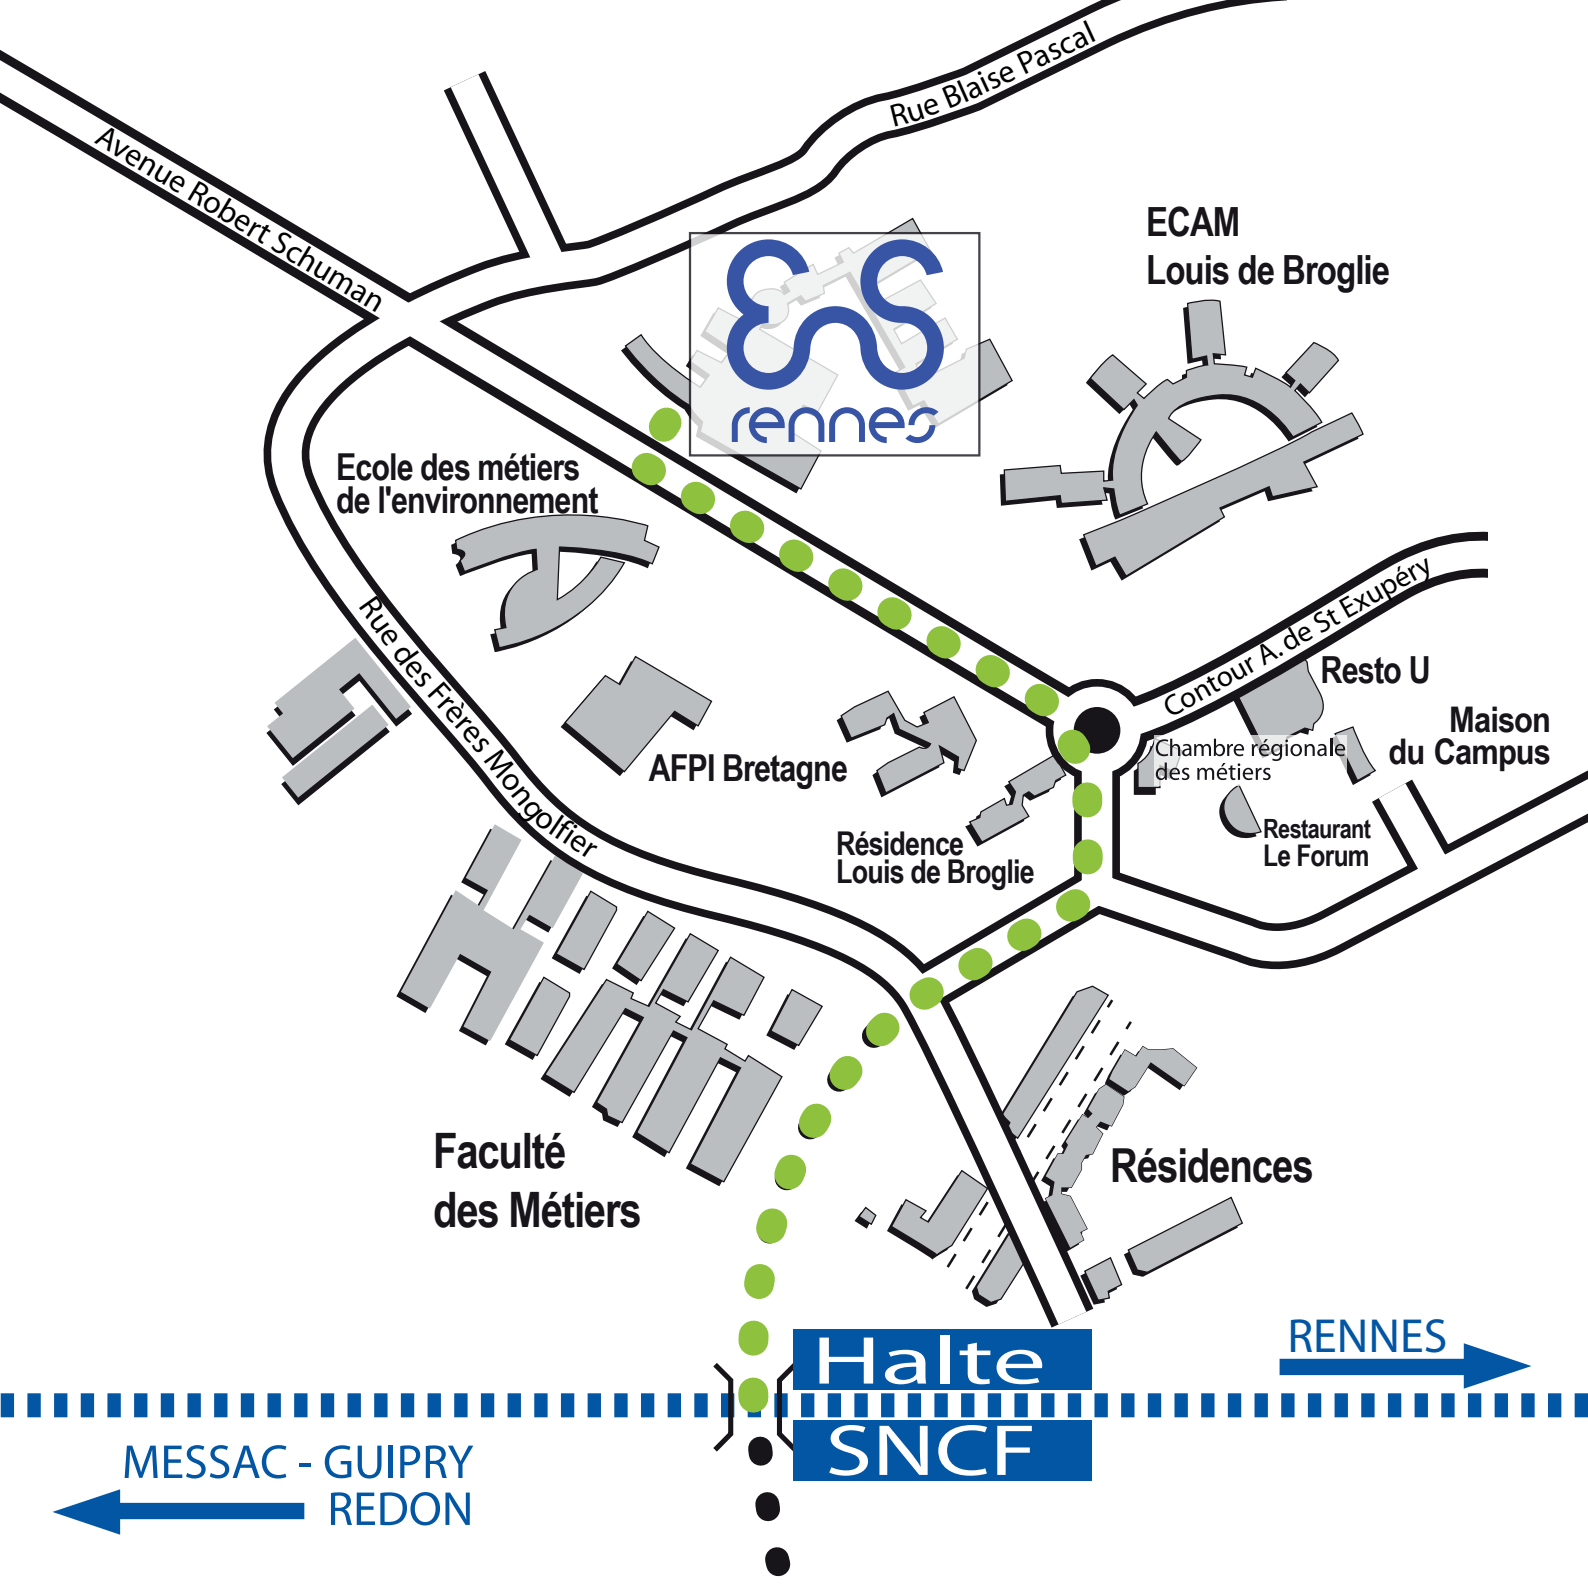 Rue Blaise Pascal
Avenue Robert Schuman
ENS
rennes
ECAM
Louis de Broglie
Ecole des métiers
de l'environnement
Rue des Frères Mongolfier
Contour A. de St Exupéry
Resto U
Maison
du Campus
Chambre régionale
des métiers
AFPI Bretagne
Résidence
Louis de Broglie
Restaurant
Le Forum
Faculté
des Métiers
Résidences
Halte
SNCF
RENNES
MESSAC - GUIPRY
REDON